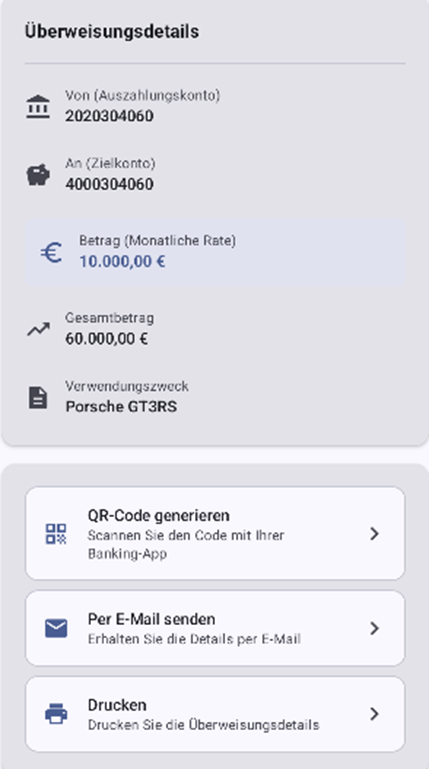 Überweisungsdetails
Von (Auszahlungskonto)
2020304060
An (Zielkonto)
4000304060
Betrag (Monatliche Rate)
10.000,00 €
Gesamtbetrag
60.000,00 €
Verwendungszweck
Porsche GT3RS
QR-Code generieren
Scannen Sie den Code mit Ihrer
Banking-App
Per E-Mail senden
Erhalten Sie die Details per E-Mail
Drucken
Drucken Sie die Überweisungsdetails